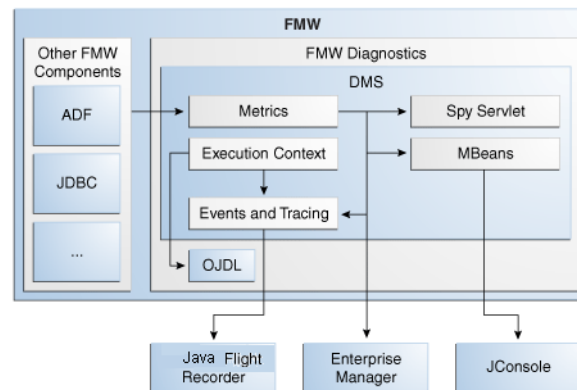 FMW
Other FMW
Components
ADF
JDBC
...
FMW Diagnostics
DMS
Metrics
Spy Servlet
Execution Context
MBeans
Events and Tracing
OJDL
Java Flight
Recorder
Enterprise
Manager
JConsole